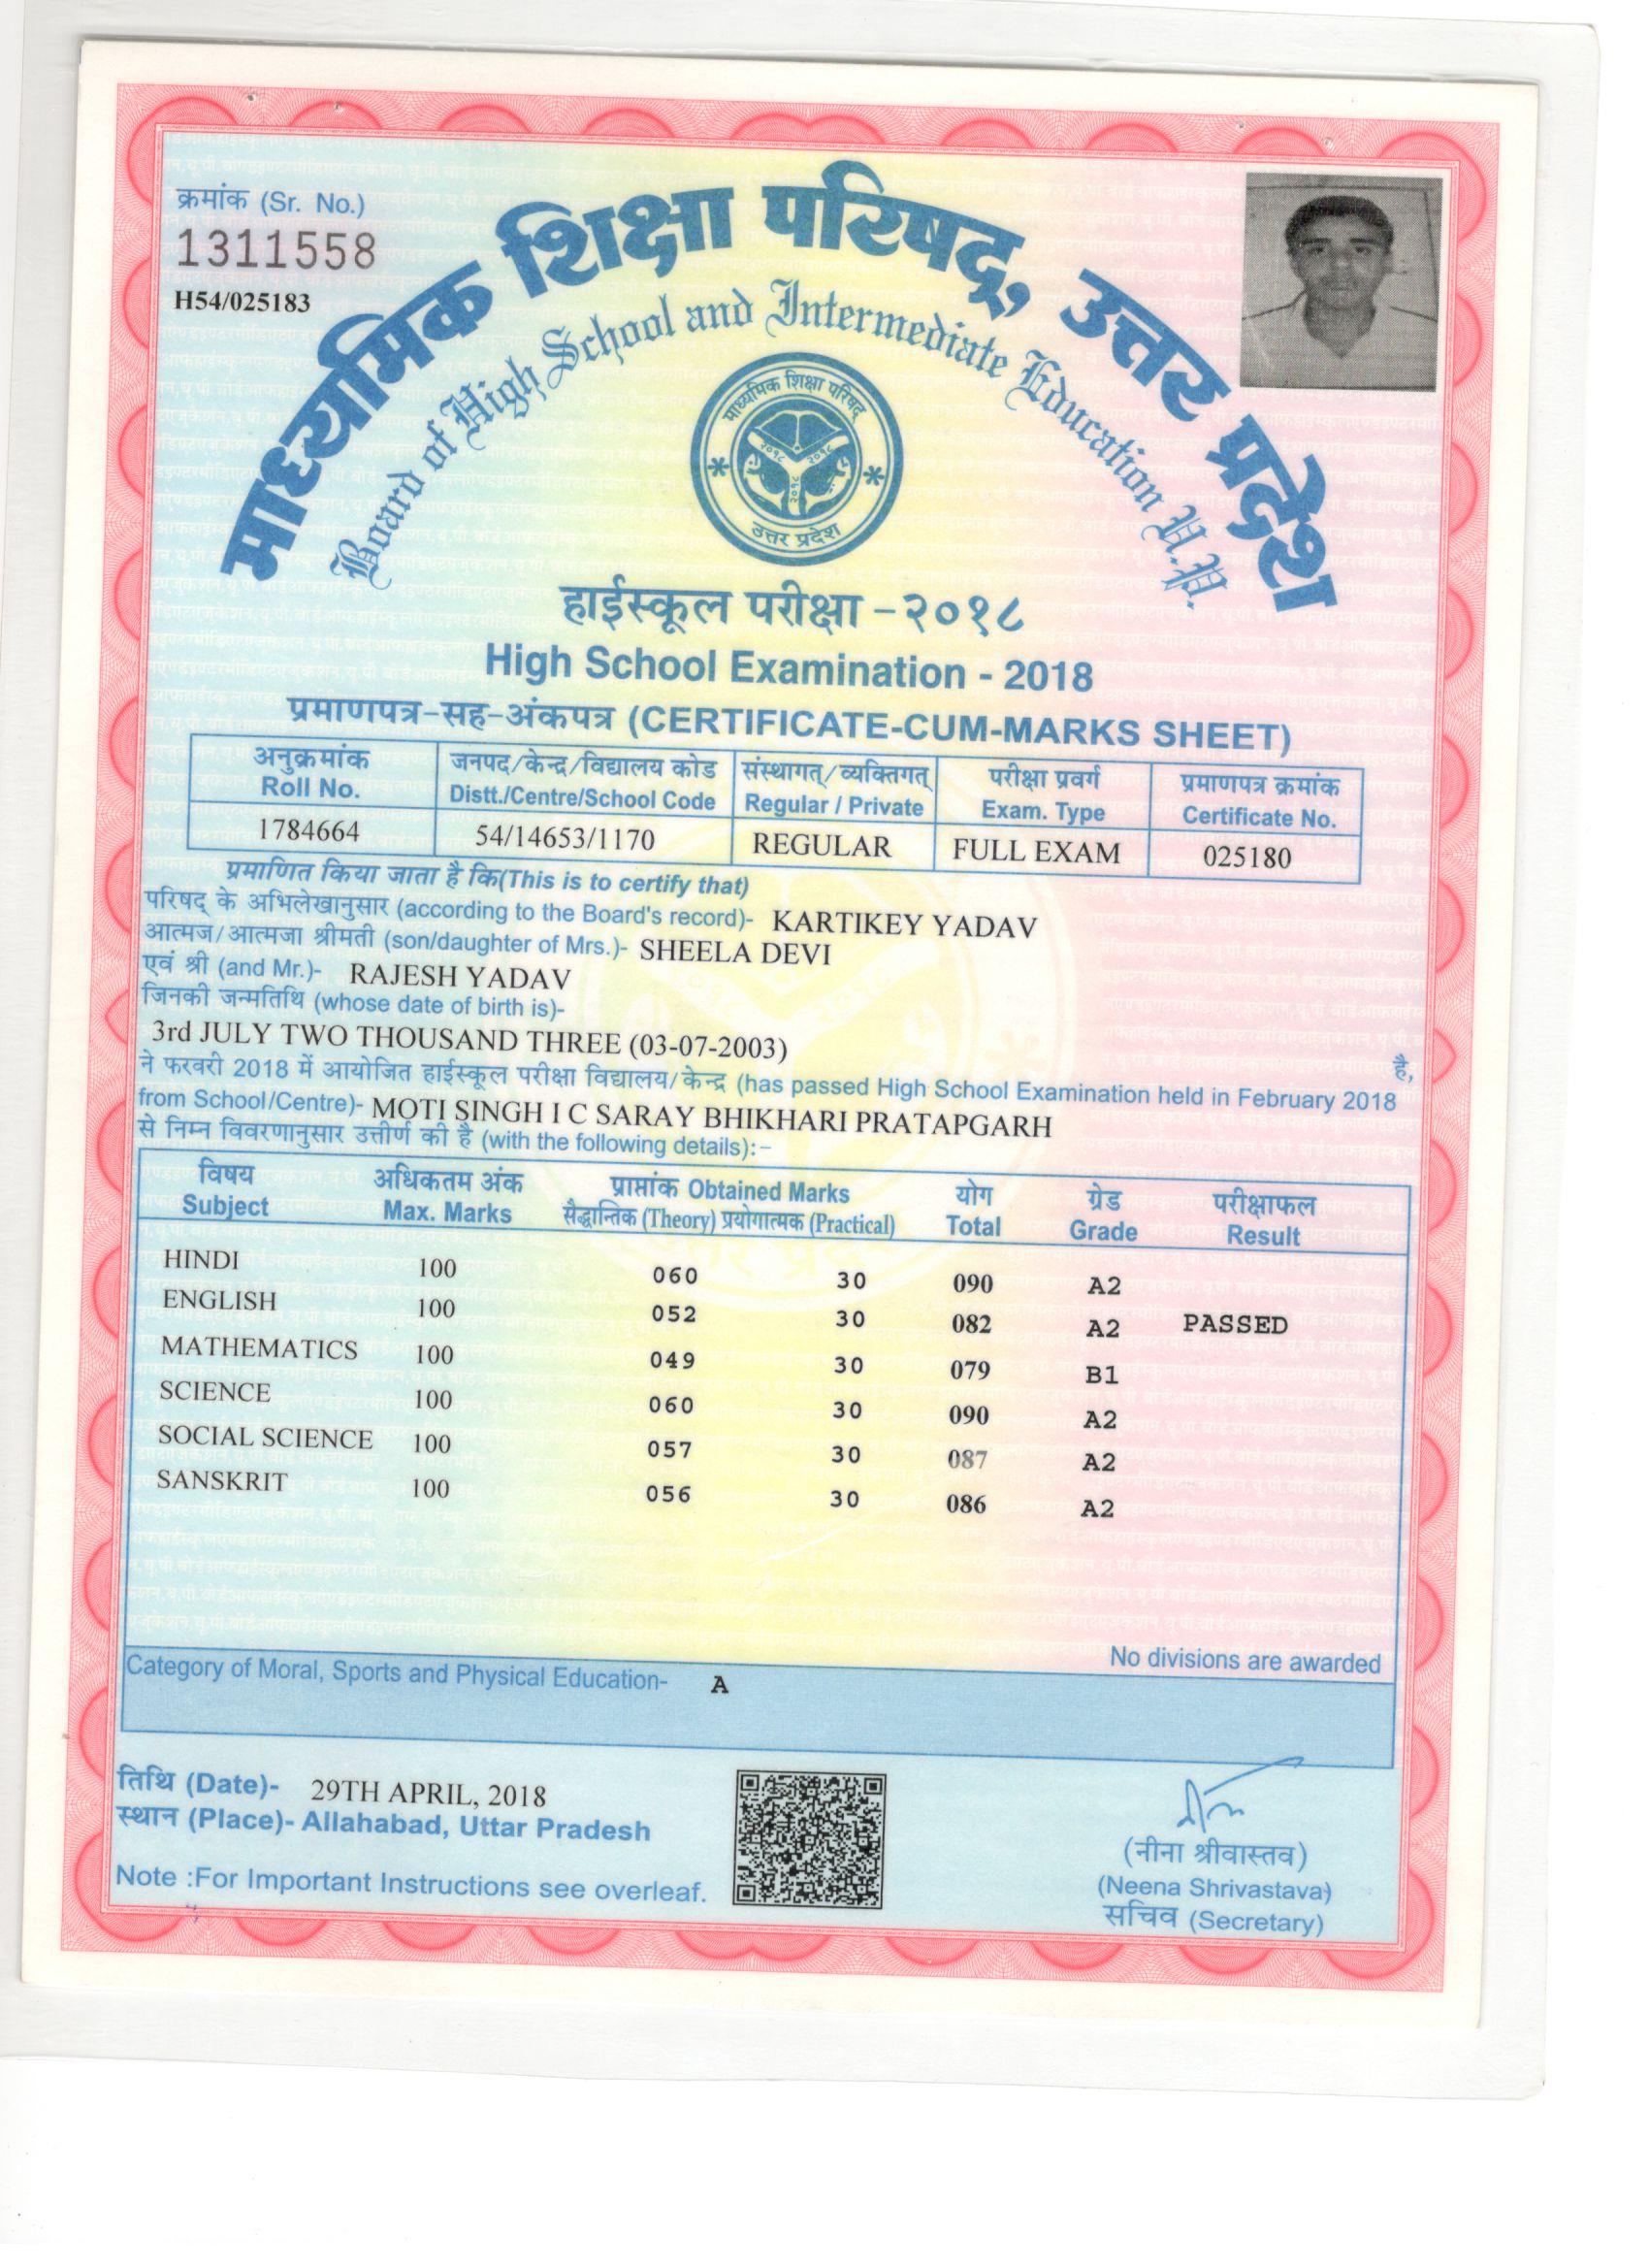 क्रमांक (Sr. No.)
1311558
H54/025183
माध्यमिक शिक्षा परिषद्, उत्तर प्रदेश
Board of High School and Intermediate Education U.P.
माध्यमिक शिक्षा परिषद्
२०१८ २०१८
२०१८
उत्तर प्रदेश
हाईस्कूल परीक्षा - २०१८
High School Examination - 2018
प्रमाणपत्र-सह-अंकपत्र (CERTIFICATE-CUM-MARKS SHEET)
अनुक्रमांक जनपद/केन्द्र/विद्यालय कोड संस्थागत्/व्यक्तिगत् परीक्षा प्रवर्ग प्रमाणपत्र क्रमांक
Roll No. Distt./Centre/School Code Regular / Private Exam. Type Certificate No.
1784664 54/14653/1170 REGULAR FULL EXAM 025180
प्रमाणित किया जाता है कि(This is to certify that)
परिषद् के अभिलेखानुसार (according to the Board's record)- KARTIKEY YADAV
आत्मज/आत्मजा श्रीमती (son/daughter of Mrs.)- SHEELA DEVI
एवं श्री (and Mr.)- RAJESH YADAV
जिनकी जन्मतिथि (whose date of birth is)-
3rd JULY TWO THOUSAND THREE (03-07-2003)
ने फरवरी 2018 में आयोजित हाईस्कूल परीक्षा विद्यालय/केन्द्र (has passed High School Examination held in February 2018
from School/Centre)- MOTI SINGH I C SARAY BHIKHARI PRATAPGARH है,
से निम्न विवरणानुसार उत्तीर्ण की है (with the following details):-
विषय अधिकतम अंक प्राप्तांक Obtained Marks योग ग्रेड परीक्षाफल
Subject Max. Marks सैद्धान्तिक (Theory) प्रयोगात्मक (Practical) Total Grade Result
HINDI 100 060 30 090 A2
ENGLISH 100 052 30 082 A2 PASSED
MATHEMATICS 100 049 30 079 B1
SCIENCE 100 060 30 090 A2
SOCIAL SCIENCE 100 057 30 087 A2
SANSKRIT 100 056 30 086 A2
No divisions are awarded
Category of Moral, Sports and Physical Education- A
तिथि (Date)- 29TH APRIL, 2018
स्थान (Place)- Allahabad, Uttar Pradesh
Note :For Important Instructions see overleaf.
(नीना श्रीवास्तव)
(Neena Shrivastava)
सचिव (Secretary)